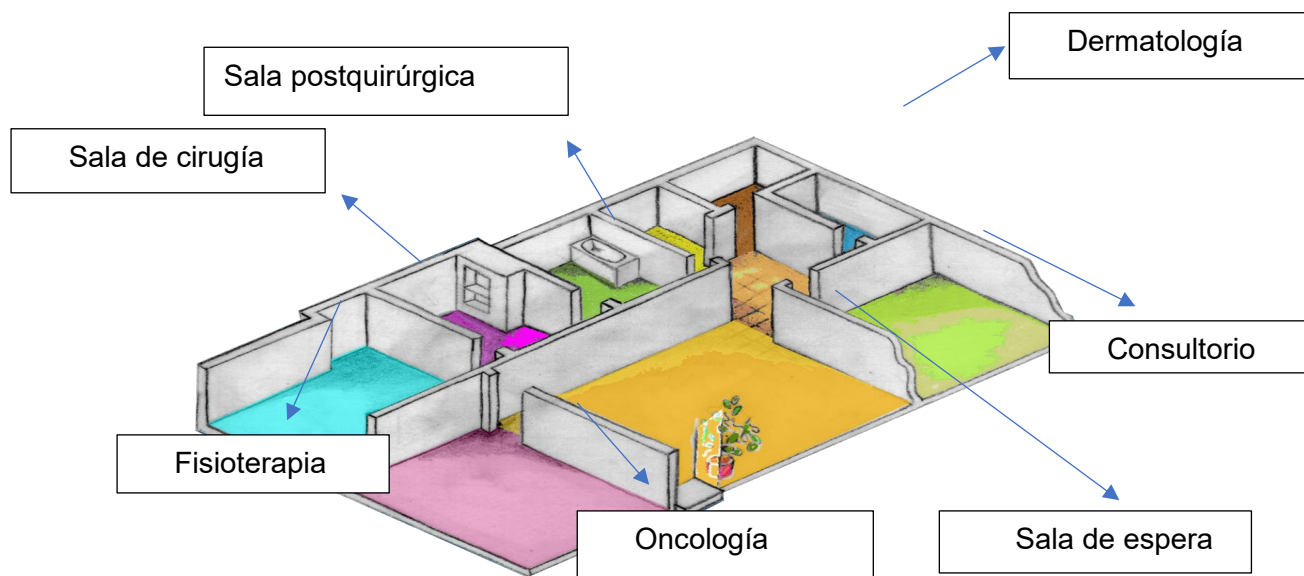 Dermatología
Sala postquirúrgica
Sala de cirugía
Consultorio
Fisioterapia
Oncología
Sala de espera